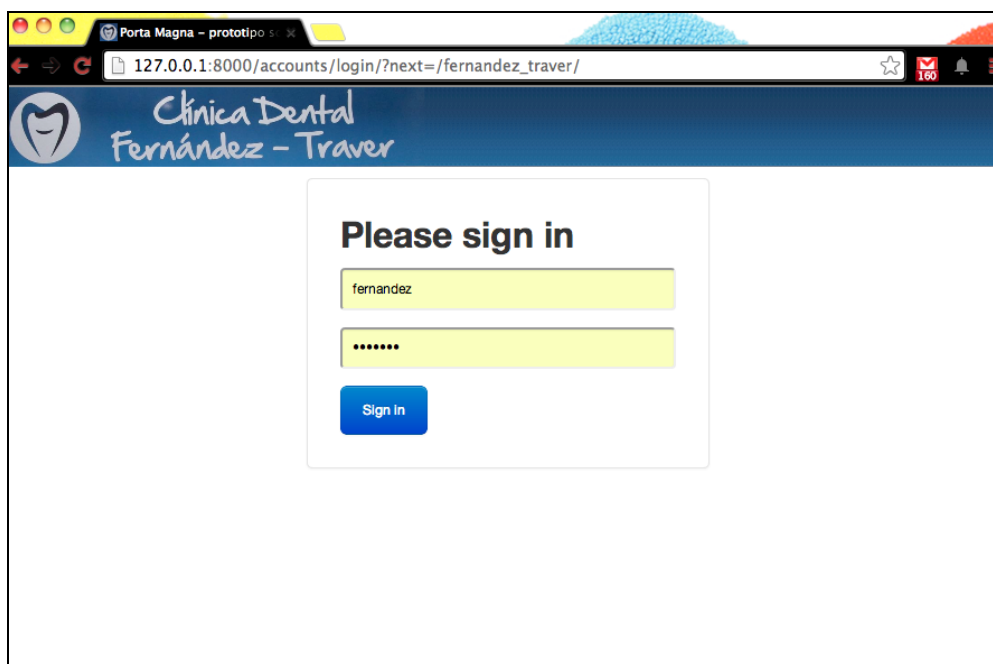 Porta Magna – prototipo
127.0.0.1:8000/accounts/login/?next=/fernandez_traver/
160
Clínica Dental
Fernández – Traver
Please sign in
fernandez
•••••••
Sign in